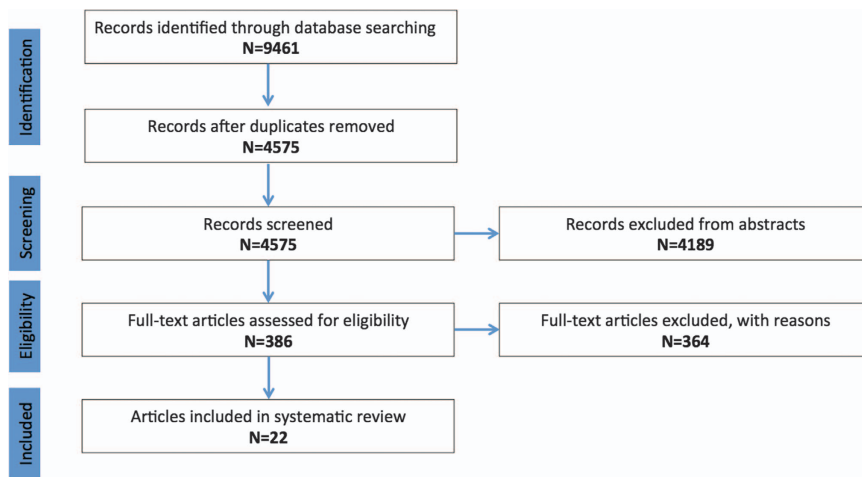 Identification
Records identified through database searching
N=9461
Records after duplicates removed
N=4575
Screening
Records screened
N=4575
Records excluded from abstracts
N=4189
Eligibility
Full-text articles assessed for eligibility
N=386
Full-text articles excluded, with reasons
N=364
Included
Articles included in systematic review
N=22